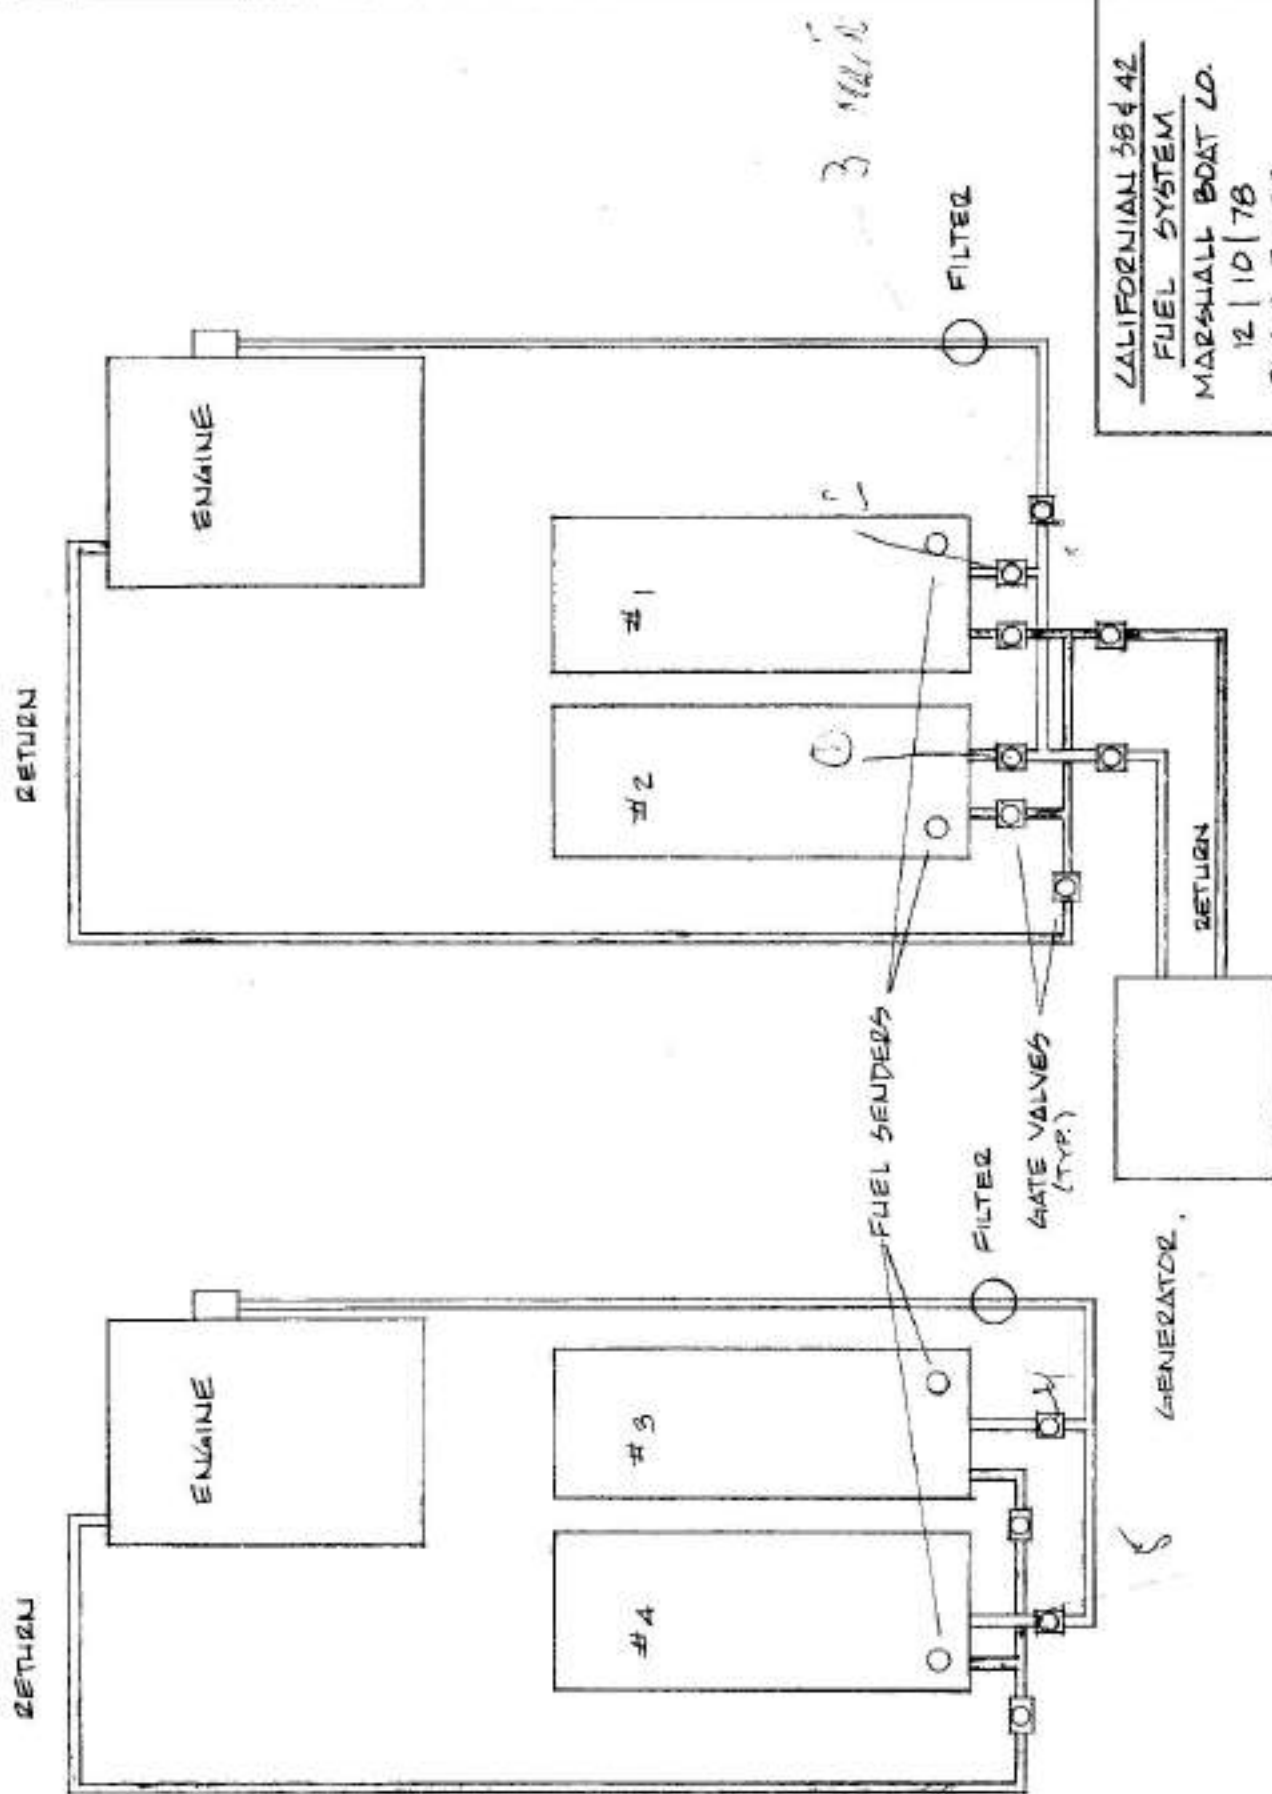 RETURN
RETURN
ENGINE
ENGINE
#4
#3
#2
#1
FUEL SENDERS
FILTER
FILTER
GATE VALVES
(TYP.)
RETURN
GENERATOR.
3
CALIFORNIAN 38 & 42
FUEL SYSTEM
MARSHALL BOAT CO.
12|10|78